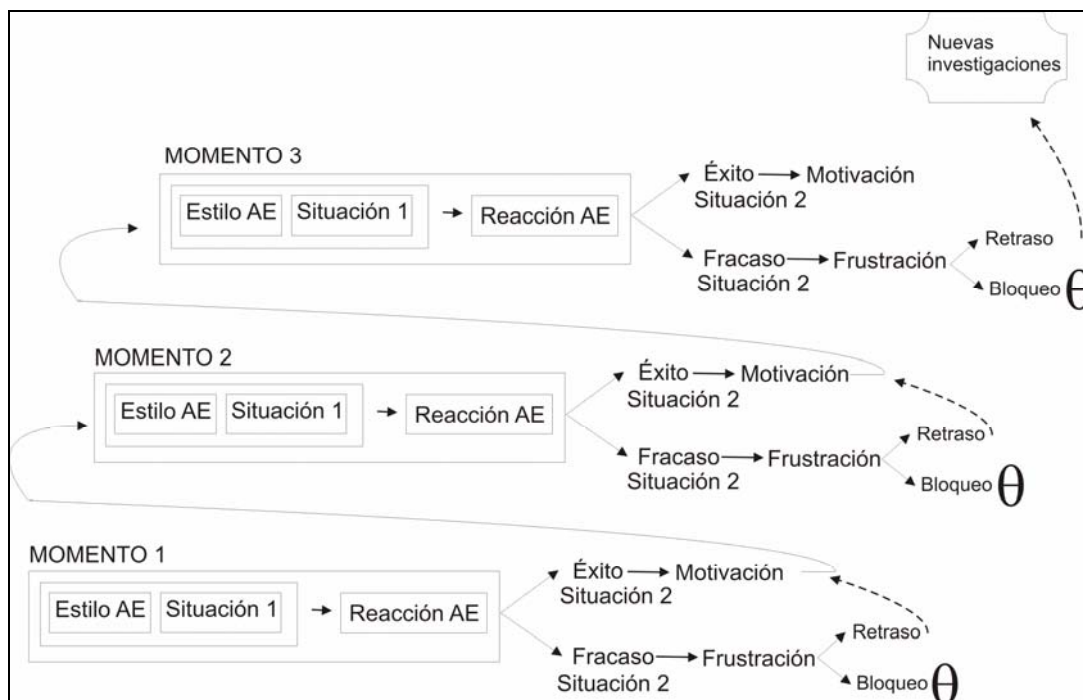 Nuevas
investigaciones
MOMENTO 3
Estilo AE Situación 1 Reacción AE
Éxito Motivación
Situación 2
Fracaso Frustración
Situación 2
Retraso
Bloqueo θ
MOMENTO 2
Estilo AE Situación 1 Reacción AE
Éxito Motivación
Situación 2
Fracaso Frustración
Situación 2
Retraso
Bloqueo θ
MOMENTO 1
Estilo AE Situación 1 Reacción AE
Éxito Motivación
Situación 2
Fracaso Frustración
Situación 2
Retraso
Bloqueo θ